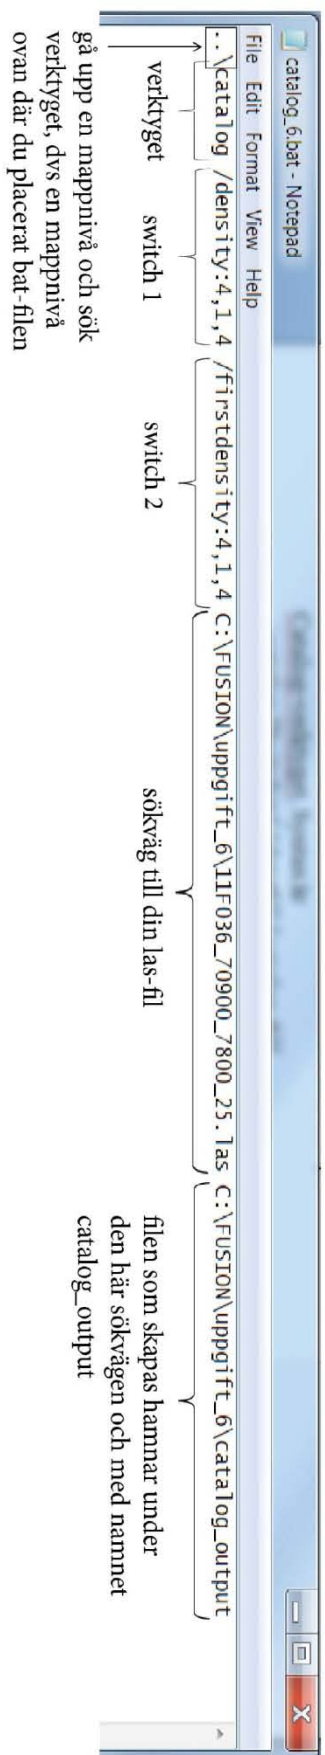 catalog_6.bat - Notepad
File Edit Format View Help
..\catalog /density:4,1,4 /firstdensity:4,1,4 C:\FUSION\uppgift_6\11F036_70900_7800_25.las C:\FUSION\uppgift_6\catalog_output
verktyget
switch 1
switch 2
sökväg till din las-fil
filen som skapas hamnar under
den här sökvägen och med namnet
catalog_output
gå upp en mappnivå och sök
verktyget, dvs en mappnivå
ovan där du placerat bat-filen